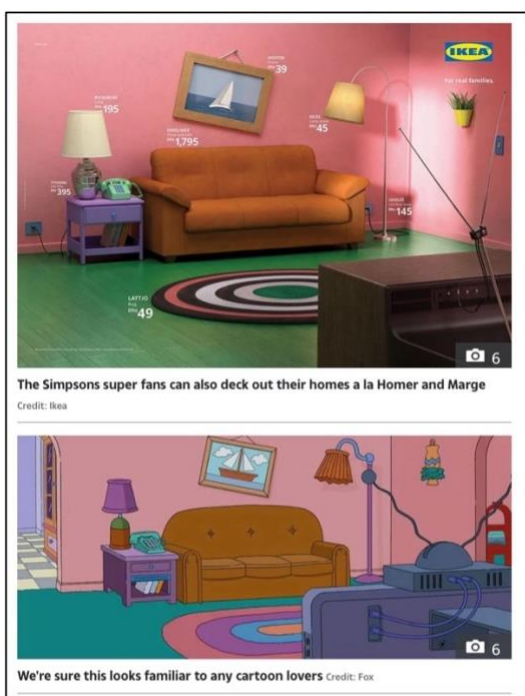 IKEA
For real families.
39
195
45
1,795
395
145
LATTJO
49
6
The Simpsons super fans can also deck out their homes a la Homer and Marge
Credit: Ikea
6
We're sure this looks familiar to any cartoon lovers Credit: Fox